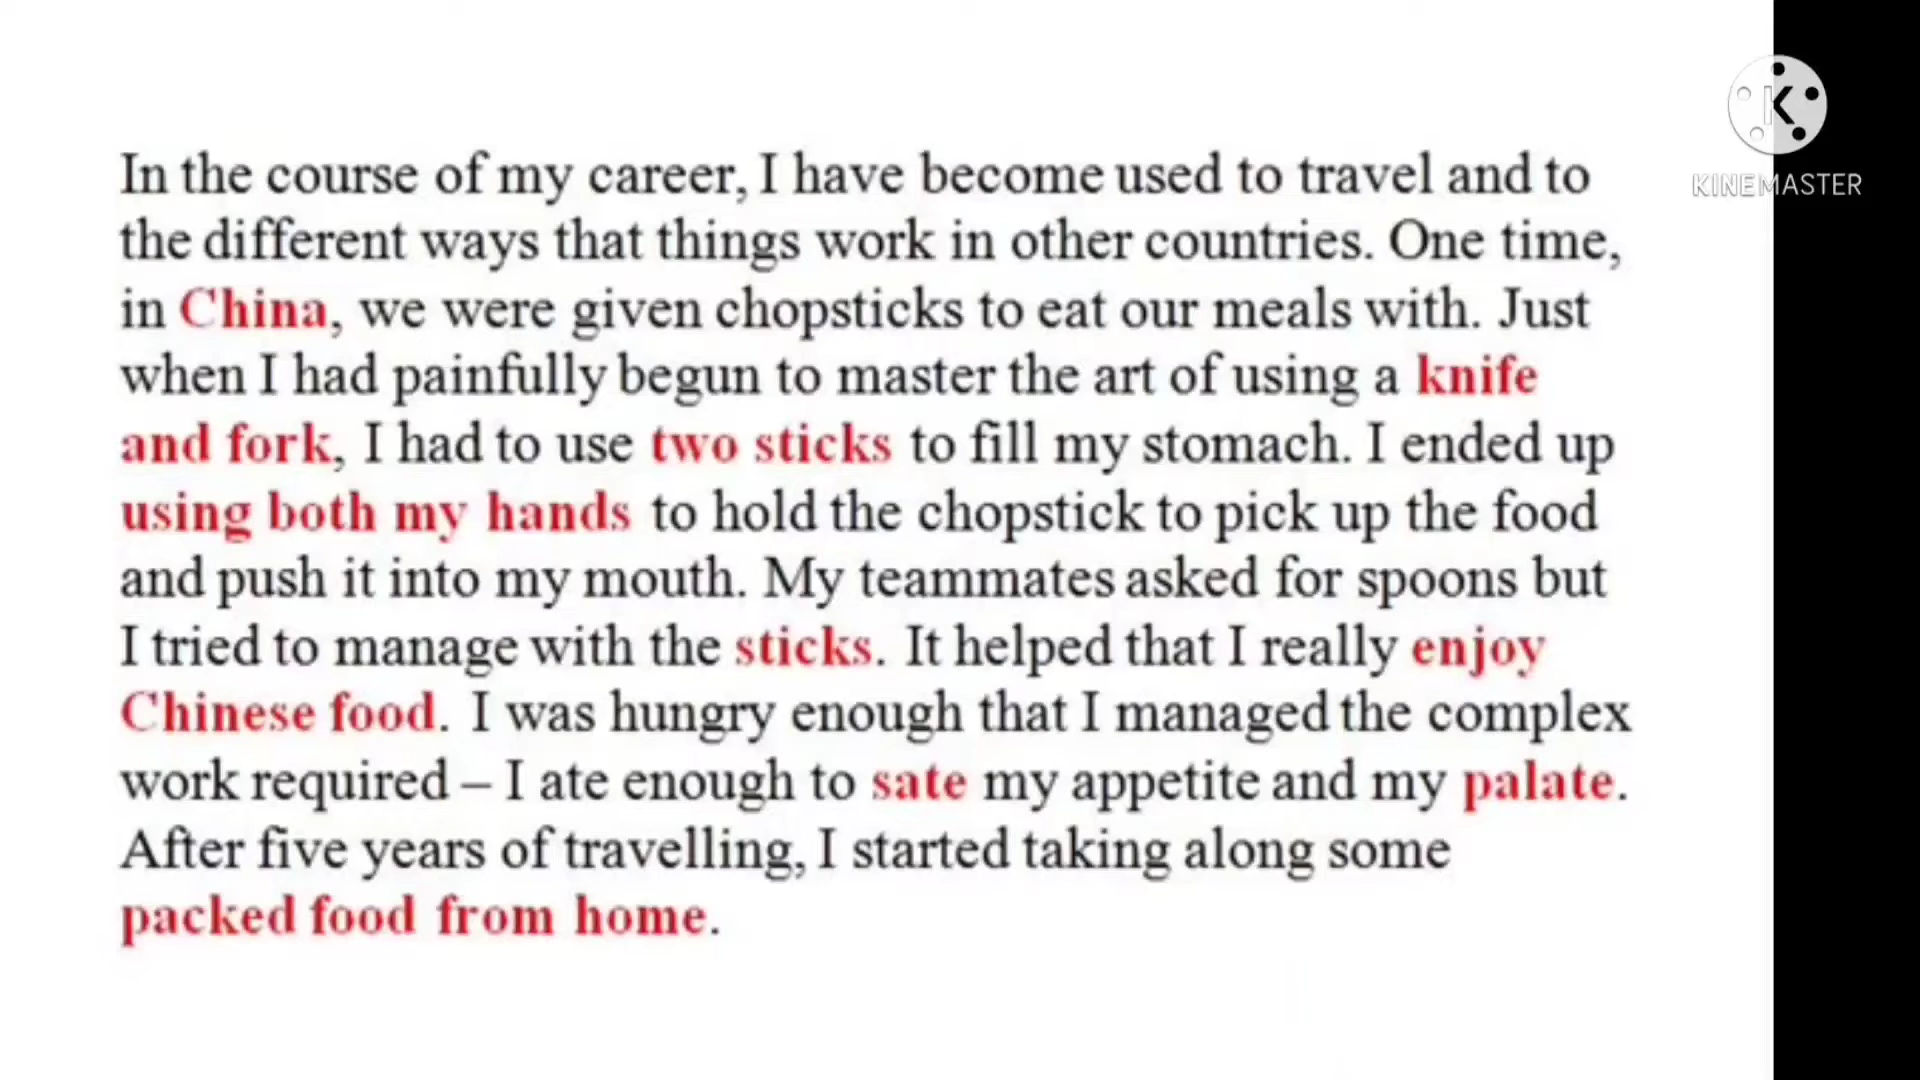 In the course of my career, I have become used to travel and to
the different ways that things work in other countries. One time,
in China, we were given chopsticks to eat our meals with. Just
when I had painfully begun to master the art of using a knife
and fork, I had to use two sticks to fill my stomach. I ended up
using both my hands to hold the chopstick to pick up the food
and push it into my mouth. My teammates asked for spoons but
I tried to manage with the sticks. It helped that I really enjoy
Chinese food. I was hungry enough that I managed the complex
work required – I ate enough to sate my appetite and my palate.
After five years of travelling, I started taking along some
packed food from home.
K
KINEMASTER